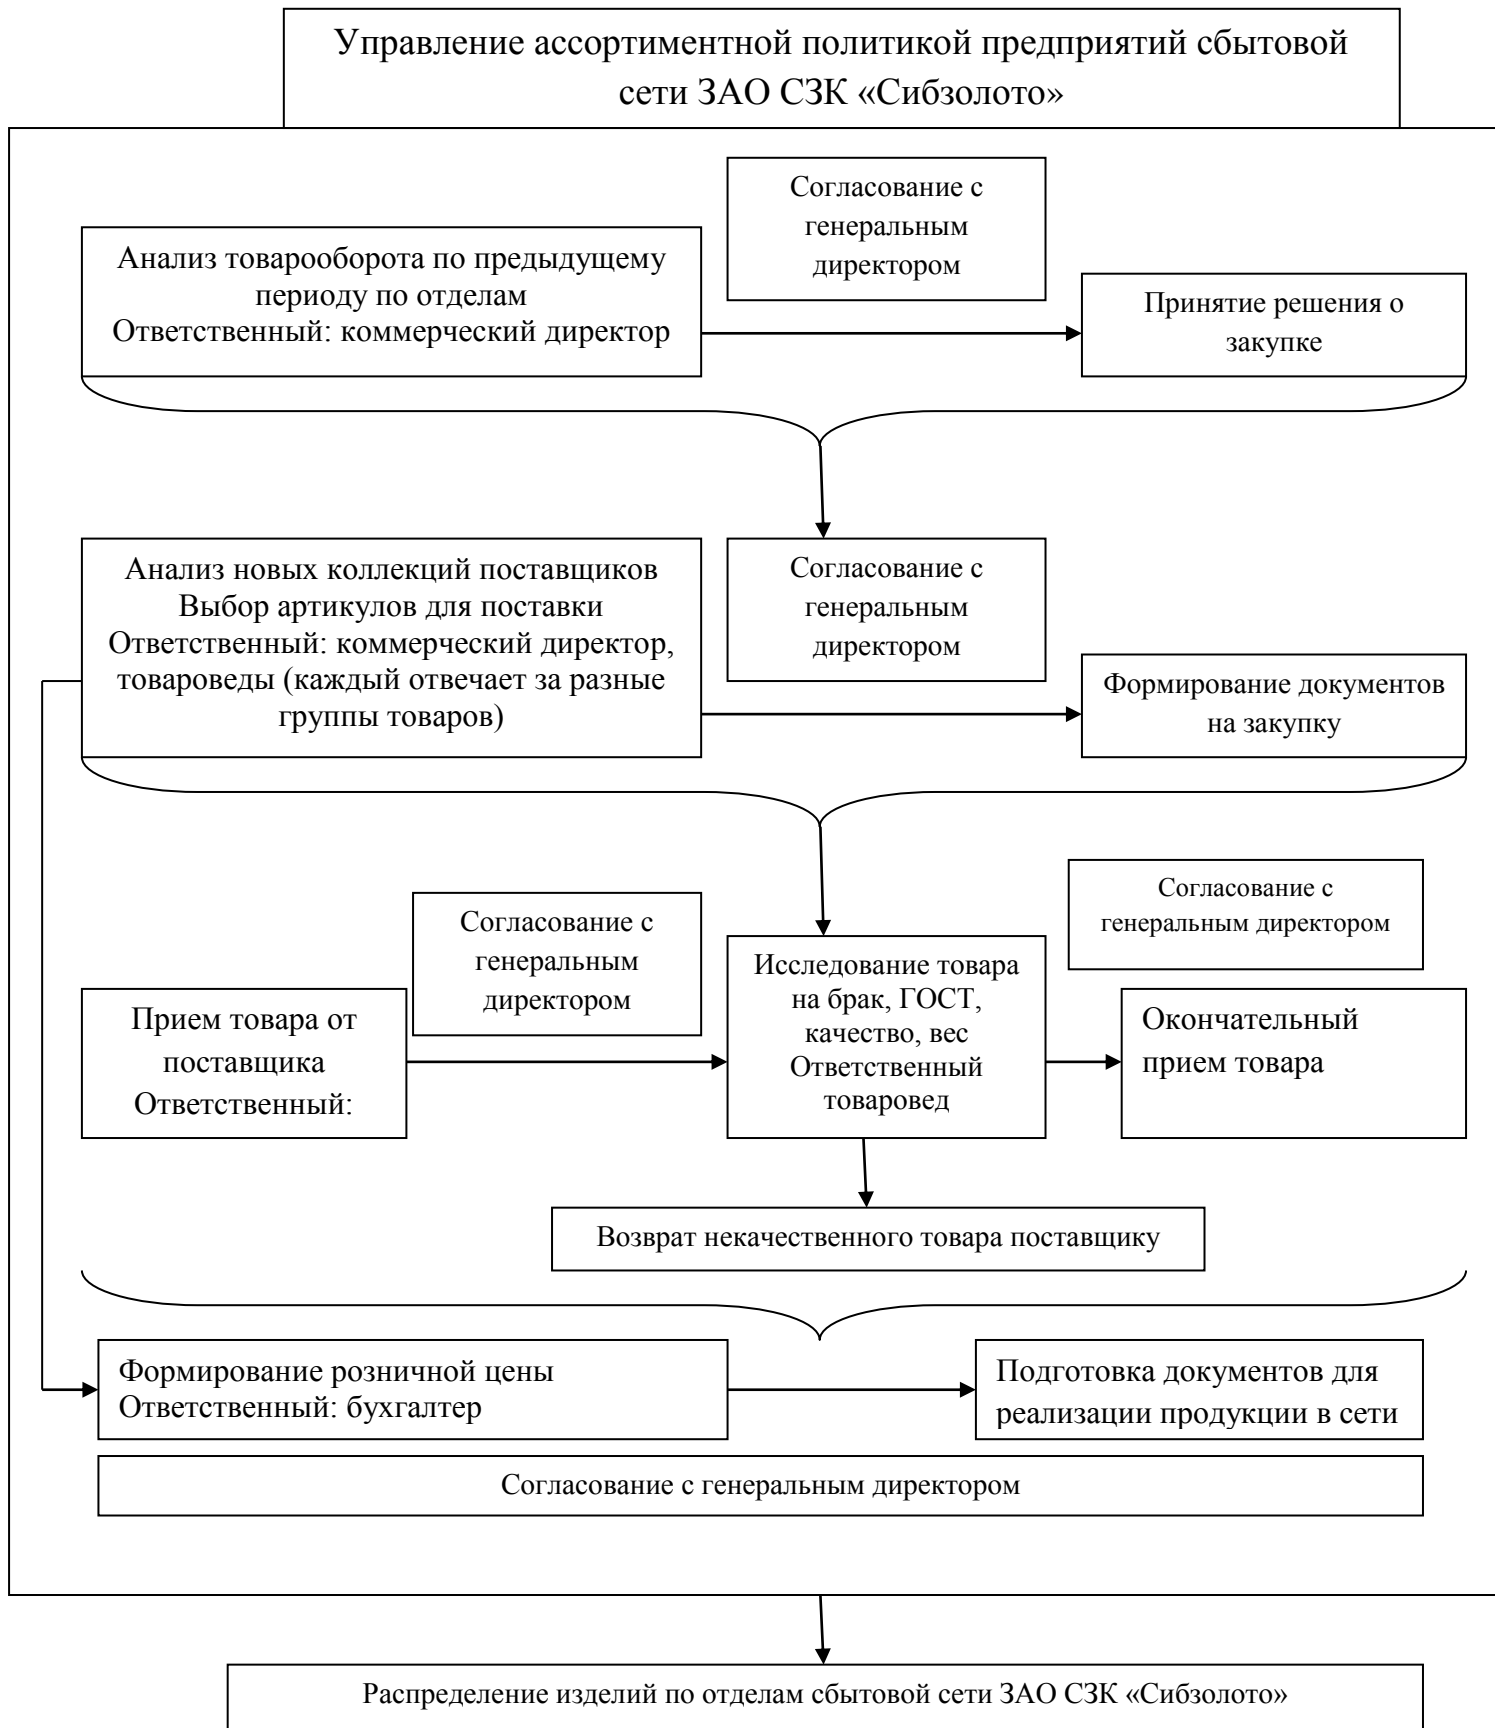 Управление ассортиментной политикой предприятий сбытовой
сети ЗАО СЗК «Сибзолото»
Согласование с
генеральным
директором
Анализ товарооборота по предыдущему
периоду по отделам
Ответственный: коммерческий директор
Принятие решения о
закупке
Анализ новых коллекций поставщиков
Выбор артикулов для поставки
Ответственный: коммерческий директор,
товароведы (каждый отвечает за разные
группы товаров)
Согласование с
генеральным
директором
Формирование документов
на закупку
Согласование с
генеральным директором
Согласование с
генеральным
директором
Прием товара от
поставщика
Ответственный:
Исследование товара
на брак, ГОСТ,
качество, вес
Ответственный
товаровед
Окончательный
прием товара
Возврат некачественного товара поставщику
Формирование розничной цены
Ответственный: бухгалтер
Подготовка документов для
реализации продукции в сети
Согласование с генеральным директором
Распределение изделий по отделам сбытовой сети ЗАО СЗК «Сибзолото»